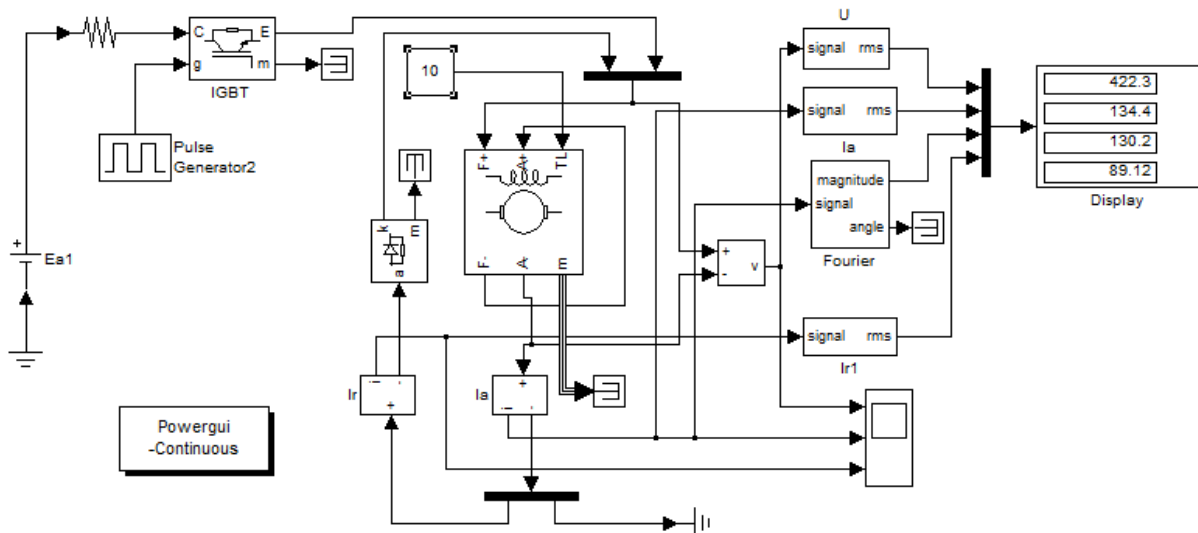 U
C
E
g
m
IGBT
Pulse
Generator2
10
signal
rms
signal
rms
Ia
422.3
134.4
130.2
89.12
Display
F+
A+
TL
k
m
a
magnitude
signal
angle
Fourier
+
Ea1
F-
A-
m
+
-
v
signal
rms
Ir1
Ir
i
-
+
Ia
+
i
-
Powergui
-Continuous